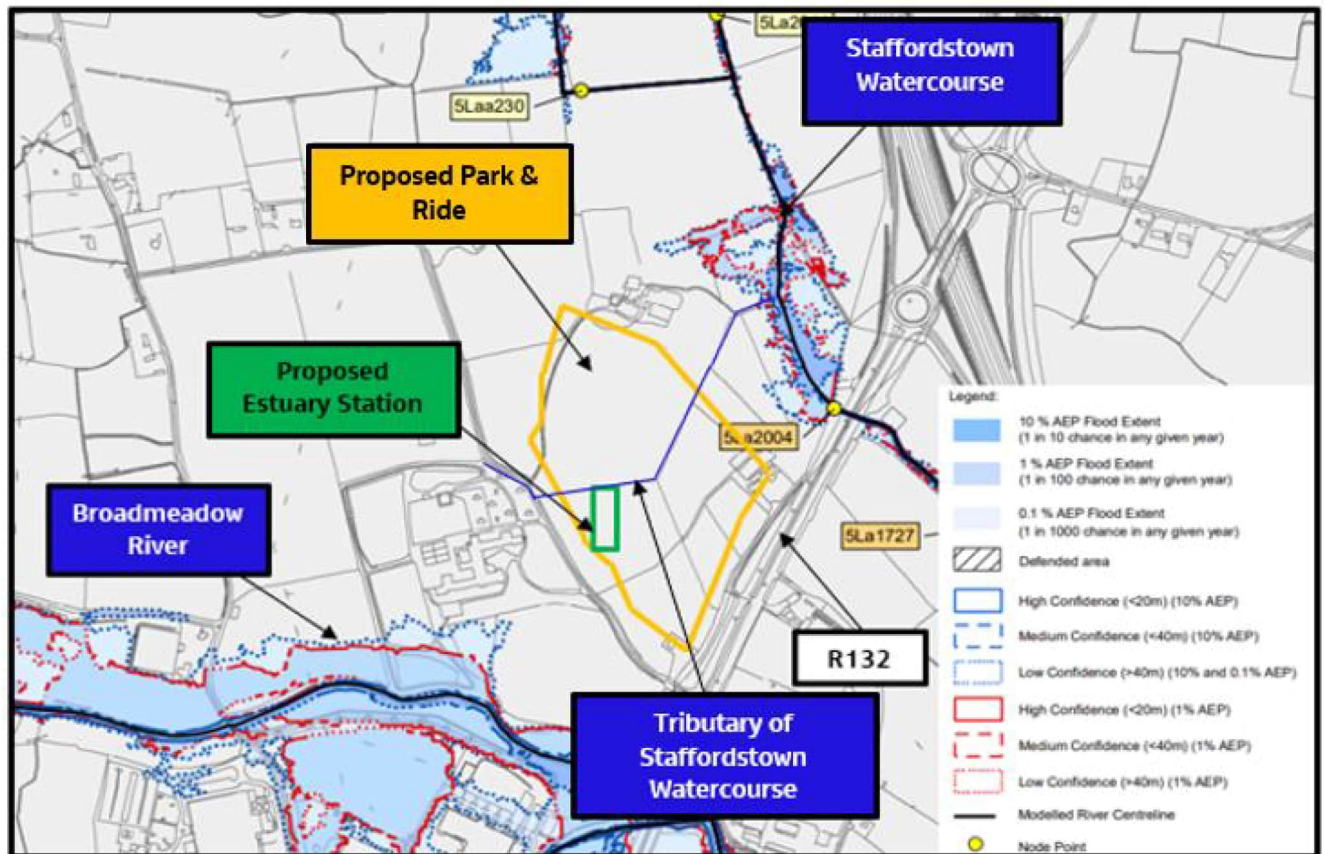 5La20
Staffordstown
Watercourse
5Laa230
Proposed Park &
Ride
Proposed
Estuary Station
5La2004
Broadmeadow
River
5La1727
R132
Tributary of
Staffordstown
Watercourse
Legend:
10 % AEP Flood Extent
(1 in 10 chance in any given year)
1 % AEP Flood Extent
(1 in 100 chance in any given year)
0.1 % AEP Flood Extent
(1 in 1000 chance in any given year)
Defended area
High Confidence (<20m) (10% AEP)
Medium Confidence (<40m) (10% AEP)
Low Confidence (>40m) (10% and 0.1% AEP)
High Confidence (<20m) (1% AEP)
Medium Confidence (<40m) (1% AEP)
Low Confidence (>40m) (1% AEP)
Modelled River Centreline
Node Point